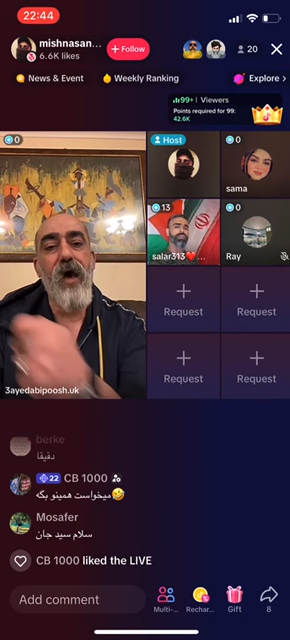 22:44
mishnasan...
6.6K likes
+ Follow
20
News & Event
Weekly Ranking
Explore >
99+ | Viewers
Points required for 99:
42.6K
0
Host
0
sama
13
salar313❤️...
0
Ray
3ayedabipoosh.uk
+
Request
+
Request
+
Request
+
Request
berke
دقیقا
22 CB 1000
میخواست همینو بگه🤣
Mosafer
سلام سید جان
CB 1000 liked the LIVE
Add comment
Multi-...
Rechar...
Gift
8